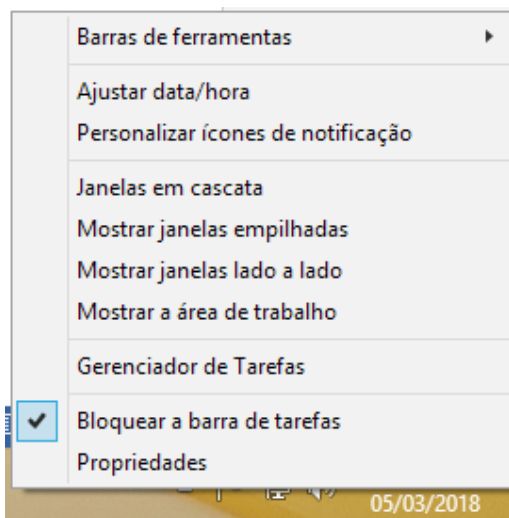 Barras de ferramentas
Ajustar data/hora
Personalizar ícones de notificação
Janelas em cascata
Mostrar janelas empilhadas
Mostrar janelas lado a lado
Mostrar a área de trabalho
Gerenciador de Tarefas
Bloquear a barra de tarefas
Propriedades
05/03/2018